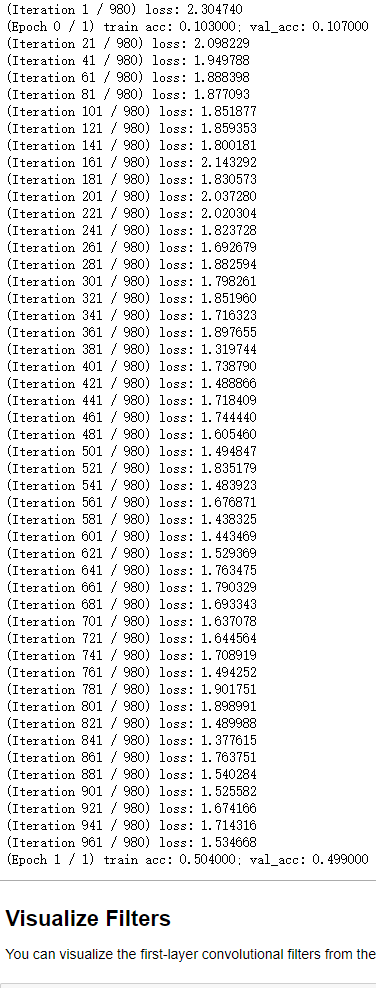 (Iteration 1 / 980) loss: 2.304740
(Epoch 0 / 1) train acc: 0.103000; val_acc: 0.107000
(Iteration 21 / 980) loss: 2.098229
(Iteration 41 / 980) loss: 1.949788
(Iteration 61 / 980) loss: 1.888398
(Iteration 81 / 980) loss: 1.877093
(Iteration 101 / 980) loss: 1.851877
(Iteration 121 / 980) loss: 1.859353
(Iteration 141 / 980) loss: 1.800181
(Iteration 161 / 980) loss: 2.143292
(Iteration 181 / 980) loss: 1.830573
(Iteration 201 / 980) loss: 2.037280
(Iteration 221 / 980) loss: 2.020304
(Iteration 241 / 980) loss: 1.823728
(Iteration 261 / 980) loss: 1.692679
(Iteration 281 / 980) loss: 1.882594
(Iteration 301 / 980) loss: 1.798261
(Iteration 321 / 980) loss: 1.851960
(Iteration 341 / 980) loss: 1.716323
(Iteration 361 / 980) loss: 1.897655
(Iteration 381 / 980) loss: 1.319744
(Iteration 401 / 980) loss: 1.738790
(Iteration 421 / 980) loss: 1.488866
(Iteration 441 / 980) loss: 1.718409
(Iteration 461 / 980) loss: 1.744440
(Iteration 481 / 980) loss: 1.605460
(Iteration 501 / 980) loss: 1.494847
(Iteration 521 / 980) loss: 1.835179
(Iteration 541 / 980) loss: 1.483923
(Iteration 561 / 980) loss: 1.676871
(Iteration 581 / 980) loss: 1.438325
(Iteration 601 / 980) loss: 1.443469
(Iteration 621 / 980) loss: 1.529369
(Iteration 641 / 980) loss: 1.763475
(Iteration 661 / 980) loss: 1.790329
(Iteration 681 / 980) loss: 1.693343
(Iteration 701 / 980) loss: 1.637078
(Iteration 721 / 980) loss: 1.644564
(Iteration 741 / 980) loss: 1.708919
(Iteration 761 / 980) loss: 1.494252
(Iteration 781 / 980) loss: 1.901751
(Iteration 801 / 980) loss: 1.898991
(Iteration 821 / 980) loss: 1.489988
(Iteration 841 / 980) loss: 1.377615
(Iteration 861 / 980) loss: 1.763751
(Iteration 881 / 980) loss: 1.540284
(Iteration 901 / 980) loss: 1.525582
(Iteration 921 / 980) loss: 1.674166
(Iteration 941 / 980) loss: 1.714316
(Iteration 961 / 980) loss: 1.534668
(Epoch 1 / 1) train acc: 0.504000; val_acc: 0.499000
Visualize Filters
You can visualize the first-layer convolutional filters from the